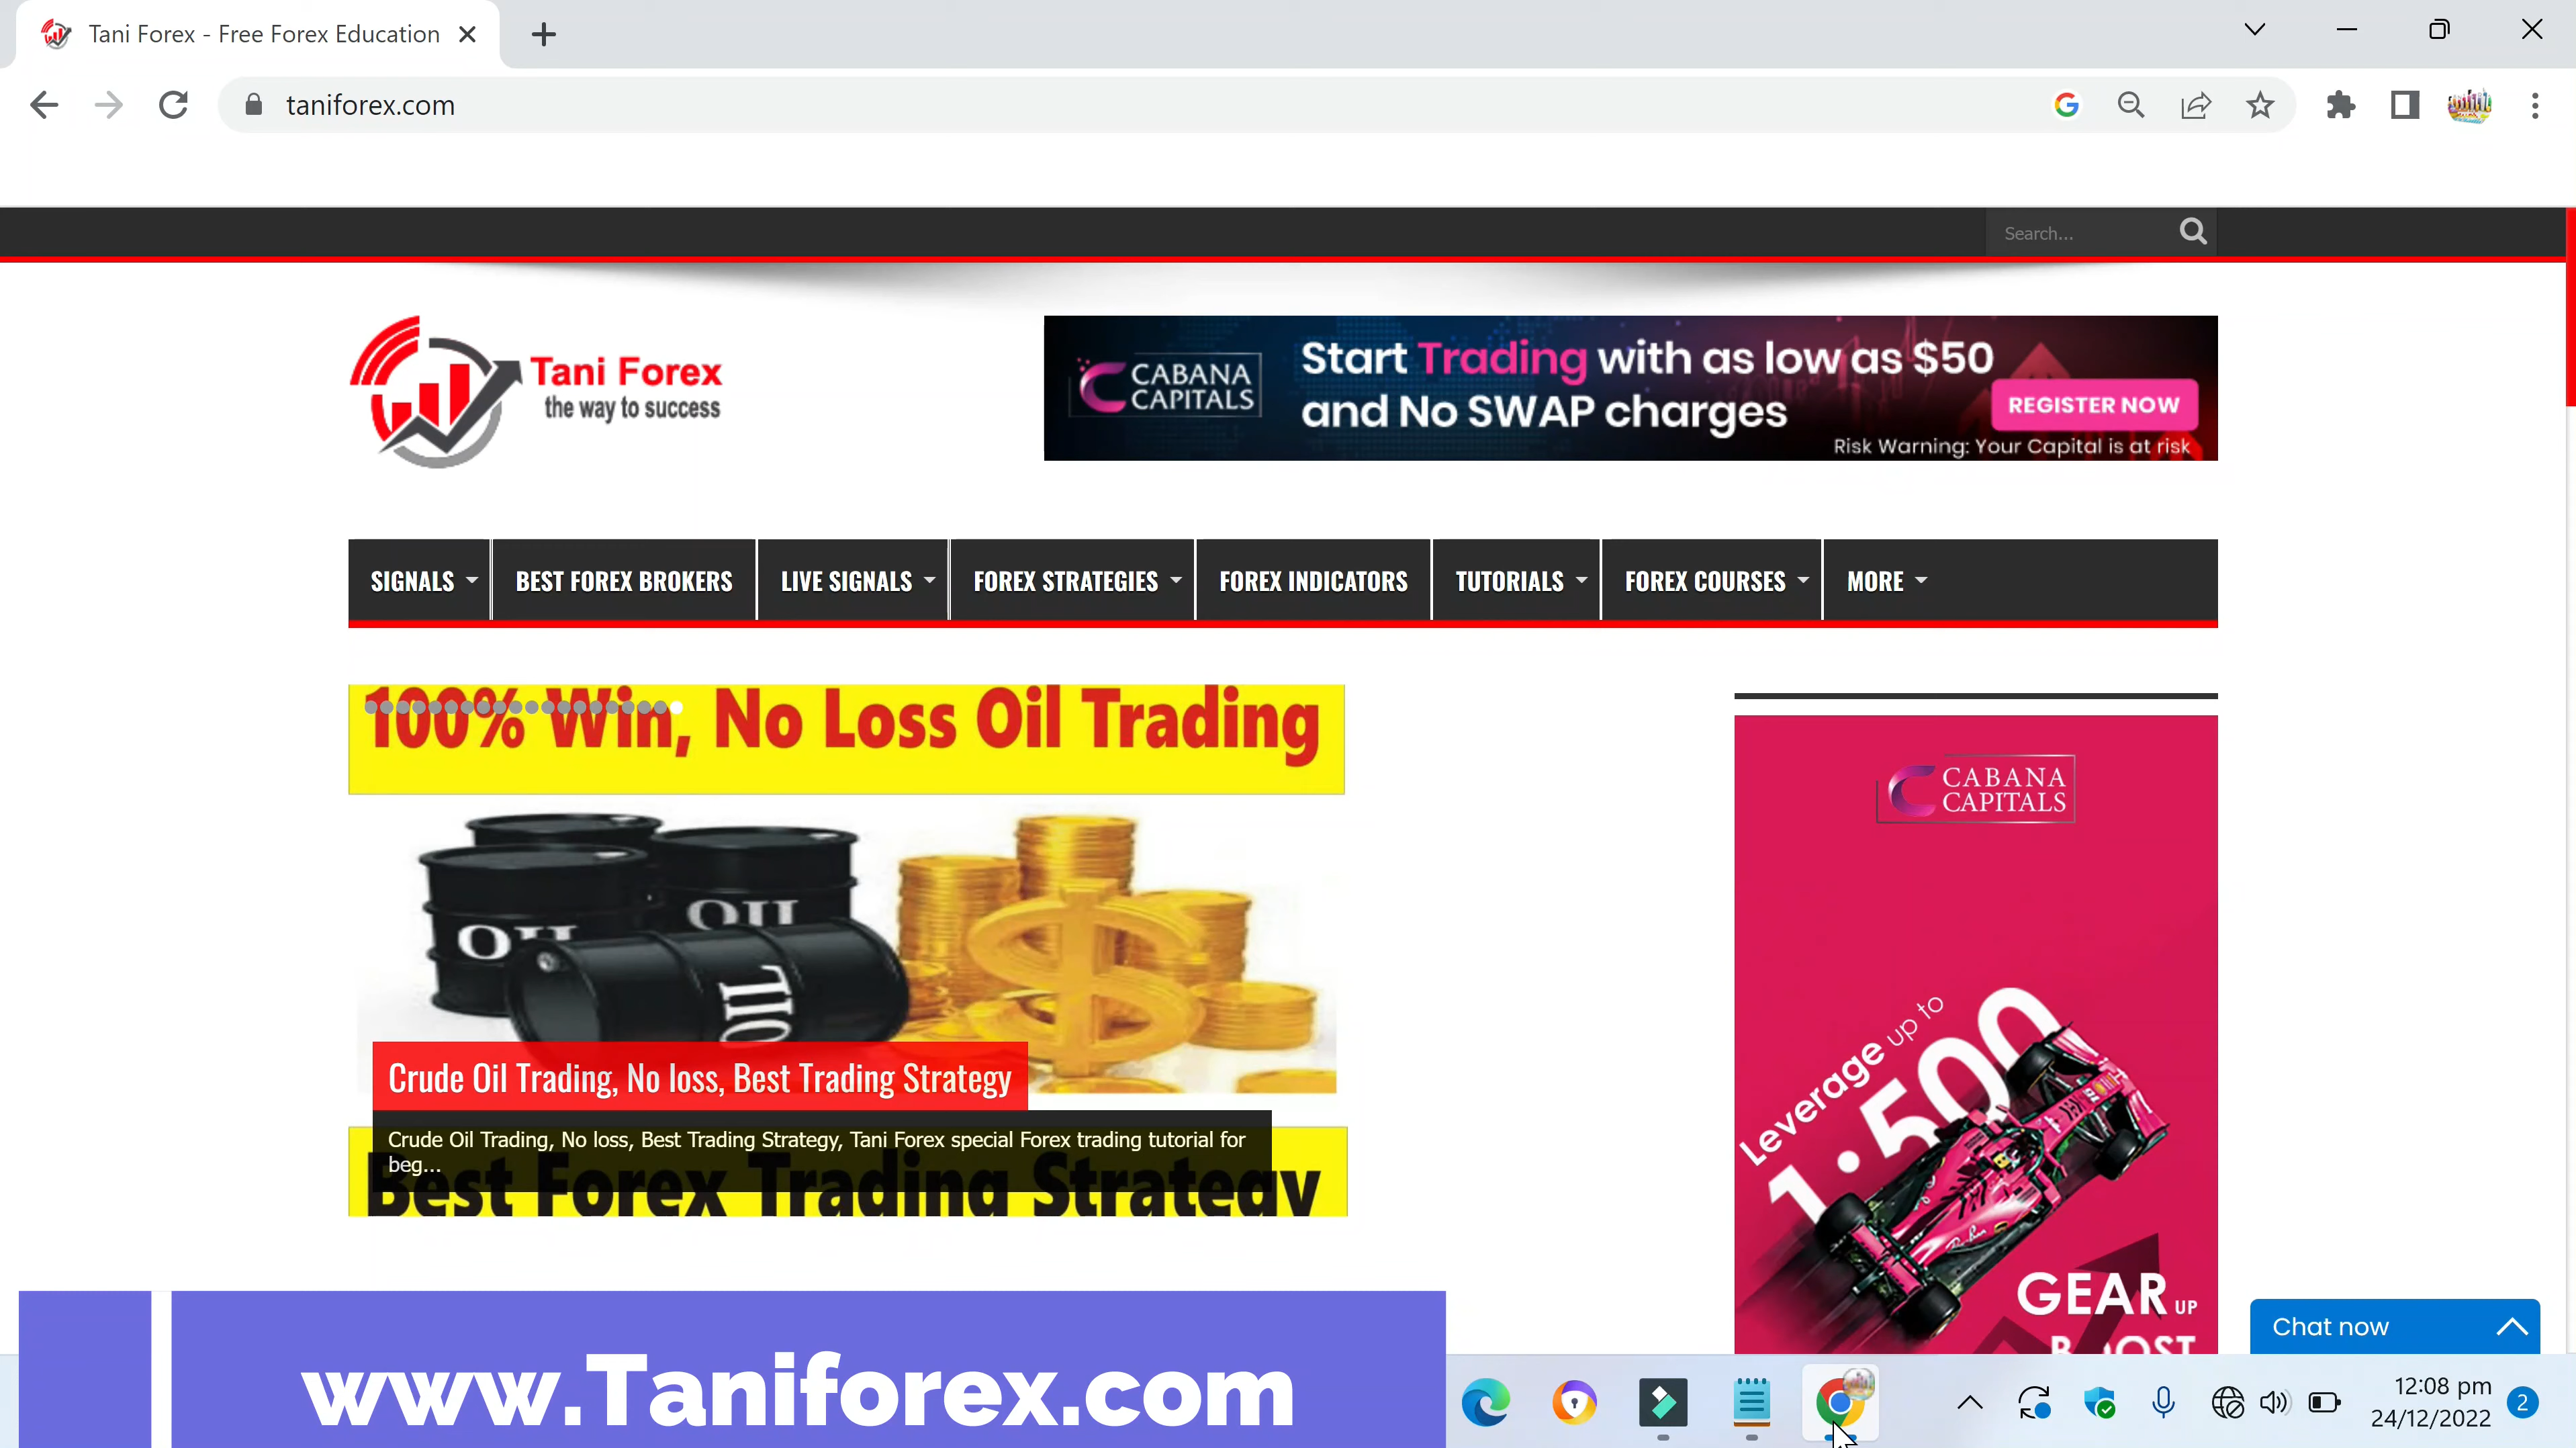 Tani Forex - Free Forex Education
taniforex.com
Search...
Tani Forex
the way to success
CABANA
CAPITALS
Start Trading with as low as $50
and No SWAP charges
REGISTER NOW
Risk Warning: Your Capital is at risk
SIGNALS
BEST FOREX BROKERS
LIVE SIGNALS
FOREX STRATEGIES
FOREX INDICATORS
TUTORIALS
FOREX COURSES
MORE
100% Win, No Loss Oil Trading
OIL
OIL
OIL
Crude Oil Trading, No loss, Best Trading Strategy
Crude Oil Trading, No loss, Best Trading Strategy, Tani Forex special Forex trading tutorial for
beg...
Best Forex Trading Strategy
CABANA
CAPITALS
Leverage up to
1:500
GEAR UP
BOOST
Chat now
www.Taniforex.com
12:08 pm
24/12/2022
2